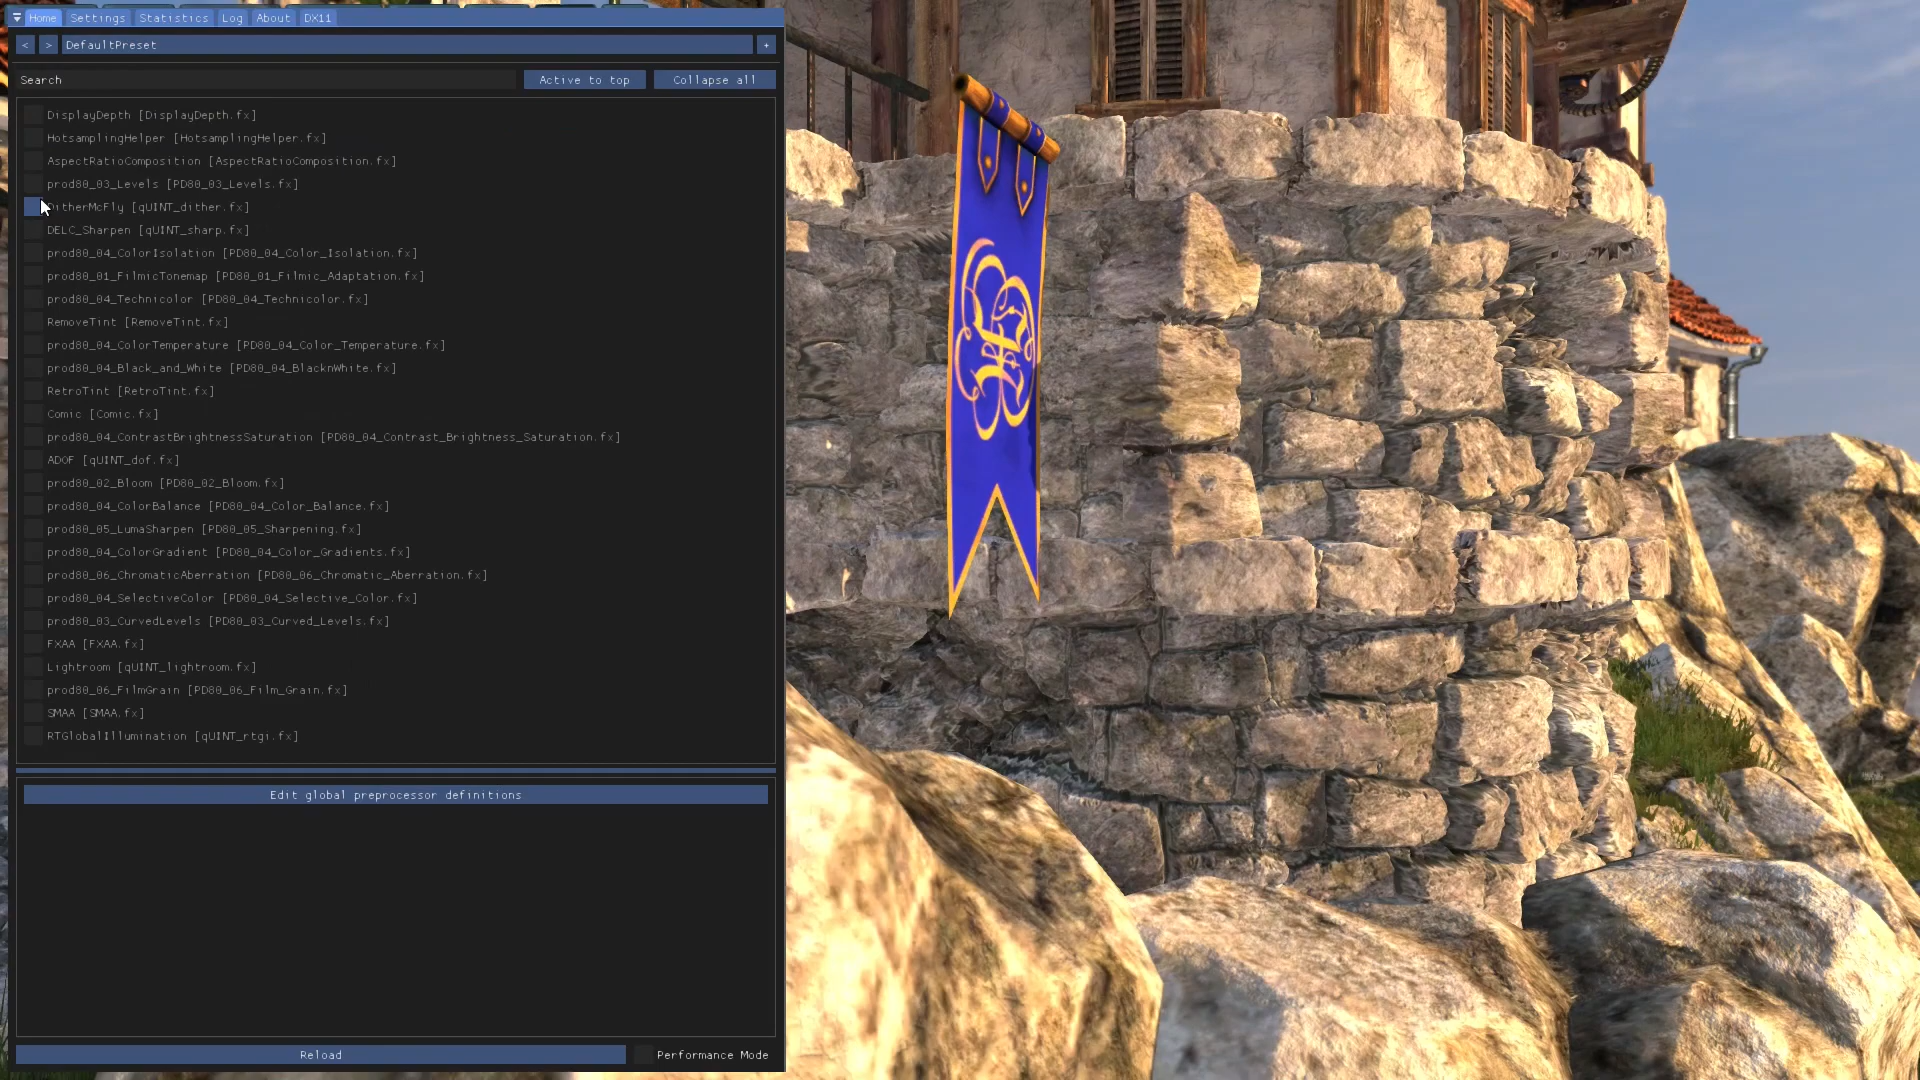 Home Settings Statistics Log About DX11
< > DefaultPreset +
Search Active to top Collapse all
DisplayDepth [DisplayDepth.fx]
HotsamplingHelper [HotsamplingHelper.fx]
AspectRatioComposition [AspectRatioComposition.fx]
prod80_03_Levels [PD80_03_Levels.fx]
DitherMcFly [qUINT_dither.fx]
DELC_Sharpen [qUINT_sharp.fx]
prod80_04_ColorIsolation [PD80_04_Color_Isolation.fx]
prod80_01_FilmicTonemap [PD80_01_Filmic_Adaptation.fx]
prod80_04_Technicolor [PD80_04_Technicolor.fx]
RemoveTint [RemoveTint.fx]
prod80_04_ColorTemperature [PD80_04_Color_Temperature.fx]
prod80_04_Black_and_White [PD80_04_BlacknWhite.fx]
RetroTint [RetroTint.fx]
Comic [Comic.fx]
prod80_04_ContrastBrightnessSaturation [PD80_04_Contrast_Brightness_Saturation.fx]
ADOF [qUINT_dof.fx]
prod80_02_Bloom [PD80_02_Bloom.fx]
prod80_04_ColorBalance [PD80_04_Color_Balance.fx]
prod80_05_LumaSharpen [PD80_05_Sharpening.fx]
prod80_04_ColorGradient [PD80_04_Color_Gradients.fx]
prod80_06_ChromaticAberration [PD80_06_Chromatic_Aberration.fx]
prod80_04_SelectiveColor [PD80_04_Selective_Color.fx]
prod80_03_CurvedLevels [PD80_03_Curved_Levels.fx]
FXAA [FXAA.fx]
Lightroom [qUINT_lightroom.fx]
prod80_06_FilmGrain [PD80_06_Film_Grain.fx]
SMAA [SMAA.fx]
RTGlobalIllumination [qUINT_rtgi.fx]
Edit global preprocessor definitions
Reload Performance Mode